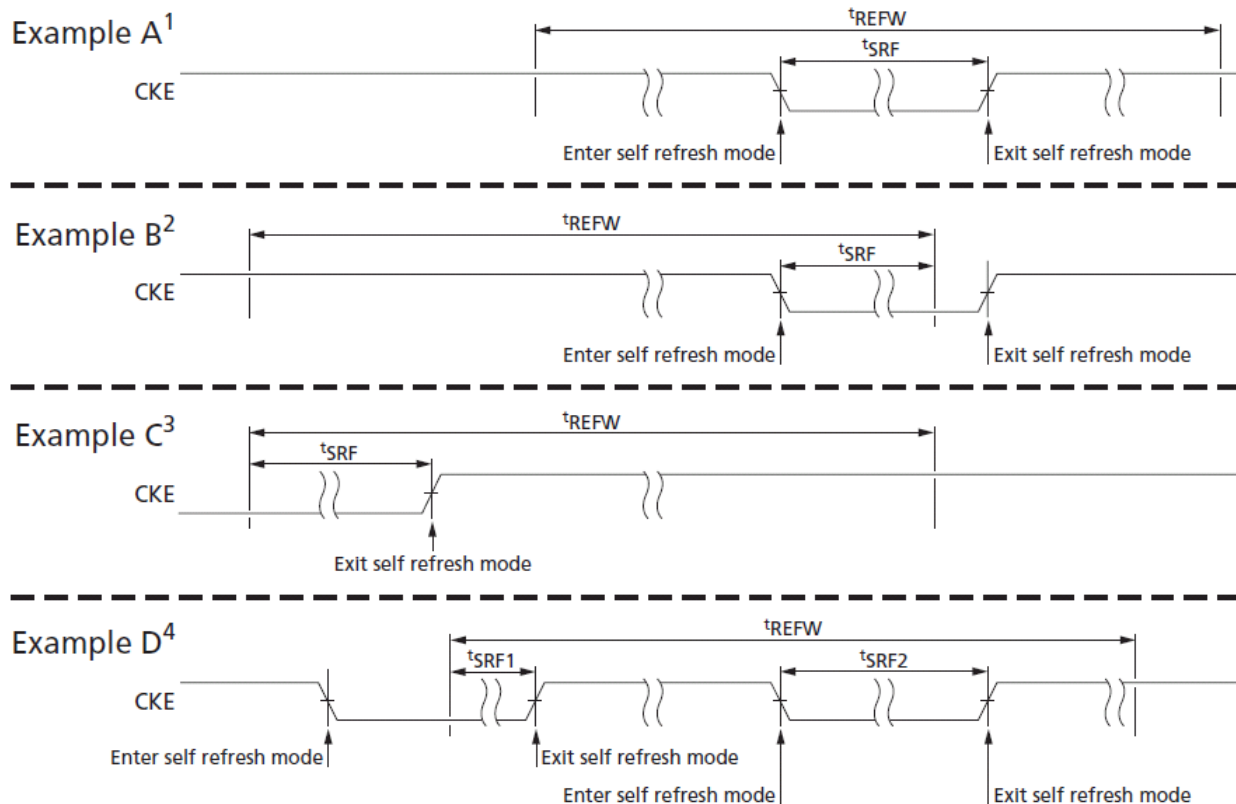 Example A¹
tREFW
tSRF
CKE
Enter self refresh mode
Exit self refresh mode
Example B²
tREFW
tSRF
CKE
Enter self refresh mode
Exit self refresh mode
Example C³
tREFW
tSRF
CKE
Exit self refresh mode
Example D⁴
tREFW
tSRF1
tSRF2
CKE
Enter self refresh mode
Exit self refresh mode
Enter self refresh mode
Exit self refresh mode